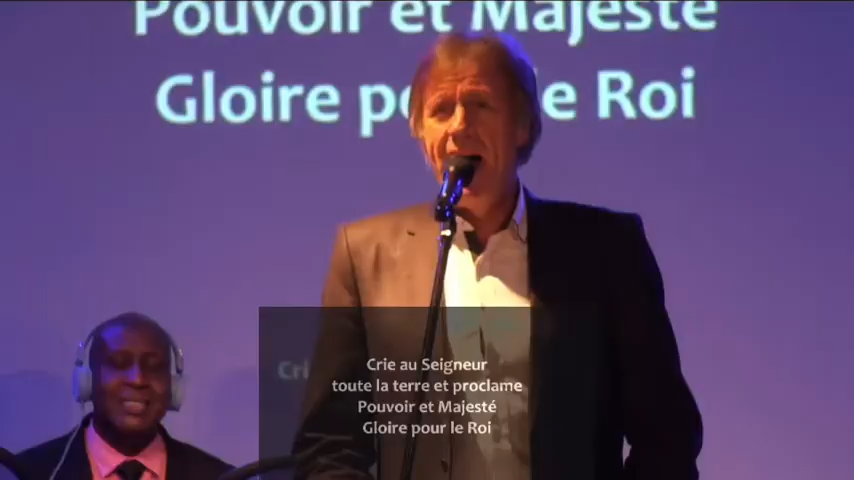 Pouvoir et Majesté
Gloire le Roi
Crie au Seigneur
toute la terre et proclame
Pouvoir et Majesté
Gloire pour le Roi